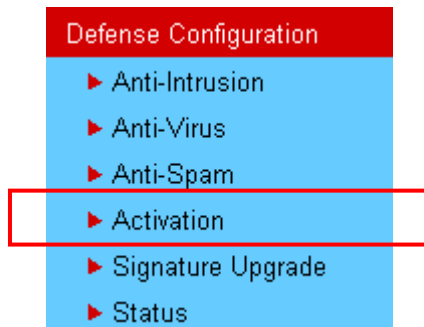 Defense Configuration
Anti-Intrusion
Anti-Virus
Anti-Spam
Activation
Signature Upgrade
Status